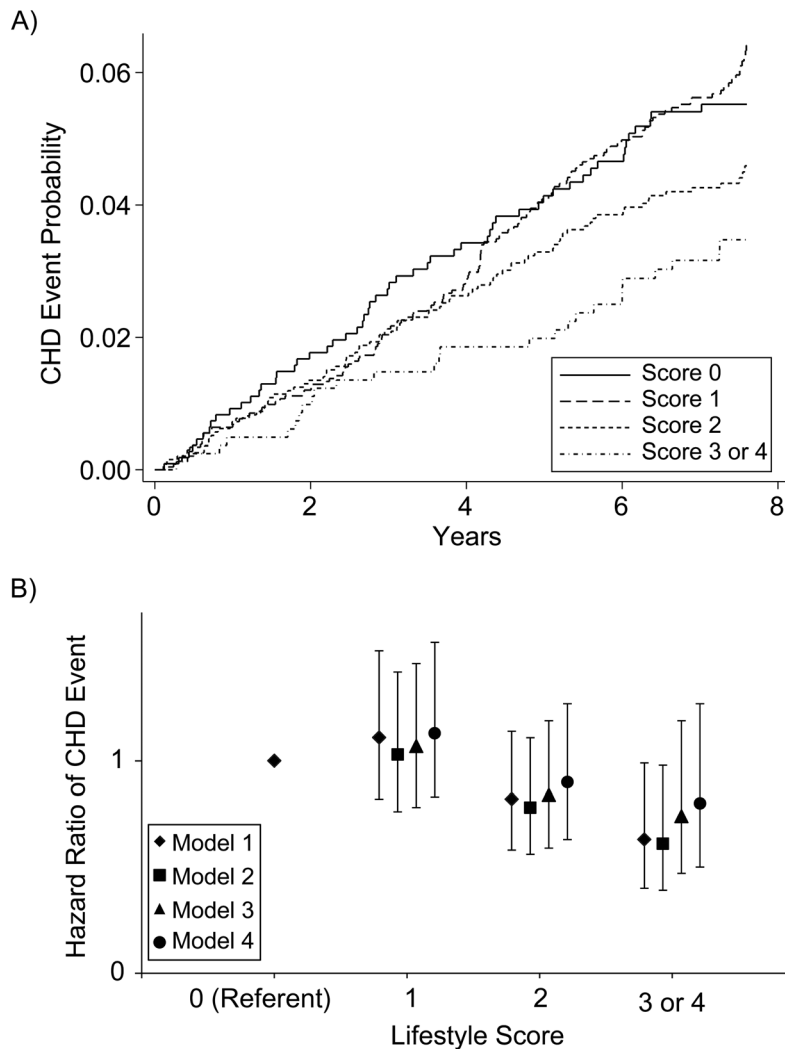 A)
CHD Event Probability
0.06
0.04
0.02
0.00
0 2 4 6 8
Years
Score 0
Score 1
Score 2
Score 3 or 4
B)
Hazard Ratio of CHD Event
1
0
Model 1
Model 2
Model 3
Model 4
0 (Referent) 1 2 3 or 4
Lifestyle Score